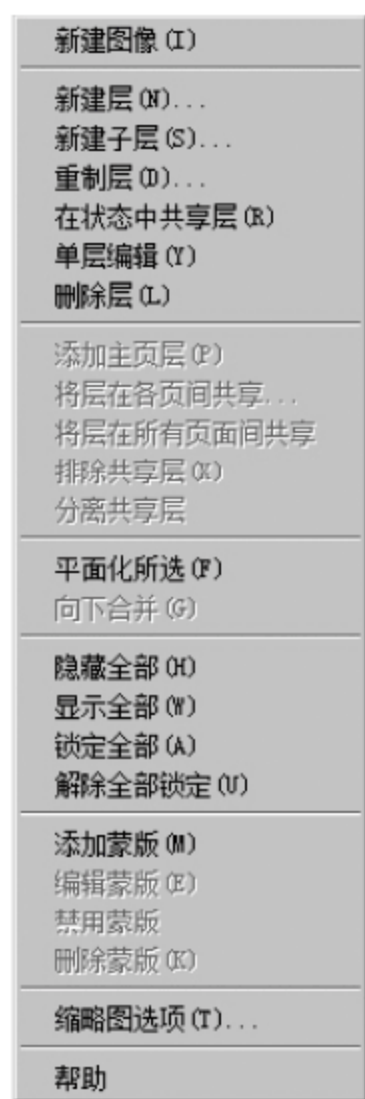 新建图像(I)
新建层(N)...
新建子层(S)...
重制层(D)...
在状态中共享层(R)
单层编辑(Y)
删除层(L)
添加主页层(P)
将层在各页间共享...
将层在所有页面间共享
排除共享层(X)
分离共享层
平面化所选(F)
向下合并(G)
隐藏全部(H)
显示全部(W)
锁定全部(A)
解除全部锁定(U)
添加蒙版(M)
编辑蒙版(E)
禁用蒙版
删除蒙版(K)
缩略图选项(T)...
帮助